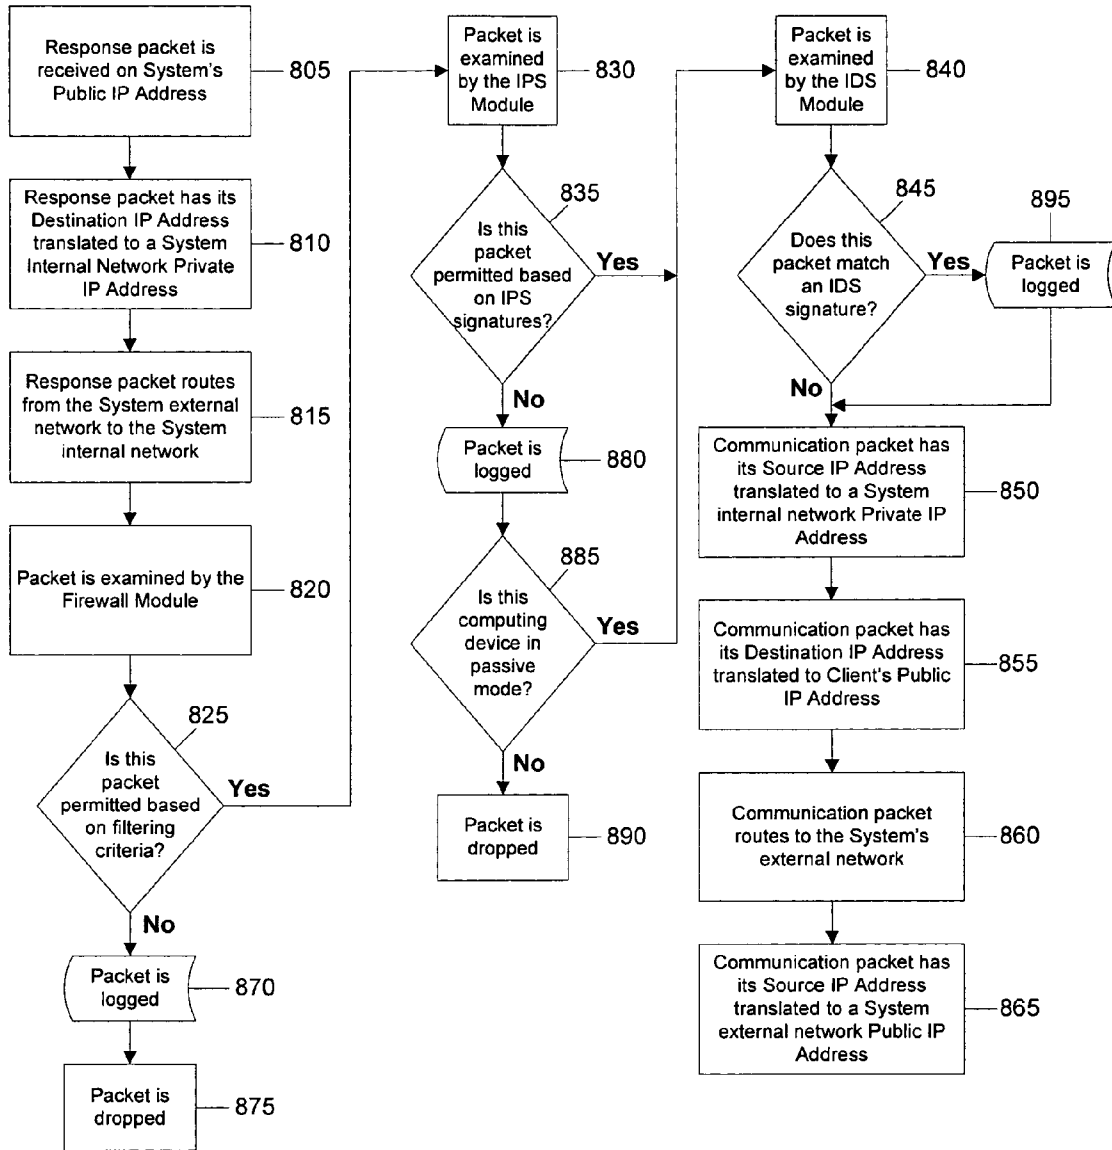 Response packet is
received on System's
Public IP Address
805
Response packet has its
Destination IP Address
translated to a System
Internal Network Private
IP Address
810
Response packet routes
from the System external
network to the System
internal network
815
Packet is examined by the
Firewall Module
820
825
Is this
packet
permitted based
on filtering
criteria?
Yes
No
Packet is
logged
870
Packet is
dropped
875
Packet is
examined
by the IPS
Module
830
835
Is this
packet
permitted based
on IPS
signatures?
Yes
No
Packet is
logged
880
885
Is this
computing
device in
passive
mode?
Yes
No
Packet is
dropped
890
Packet is
examined
by the IDS
Module
840
845
Does this
packet match
an IDS
signature?
Yes
895
Packet is
logged
No
Communication packet has
its Source IP Address
translated to a System
internal network Private IP
Address
850
Communication packet has
its Destination IP Address
translated to Client's Public
IP Address
855
Communication packet
routes to the System's
external network
860
Communication packet has
its Source IP Address
translated to a System
external network Public IP
Address
865